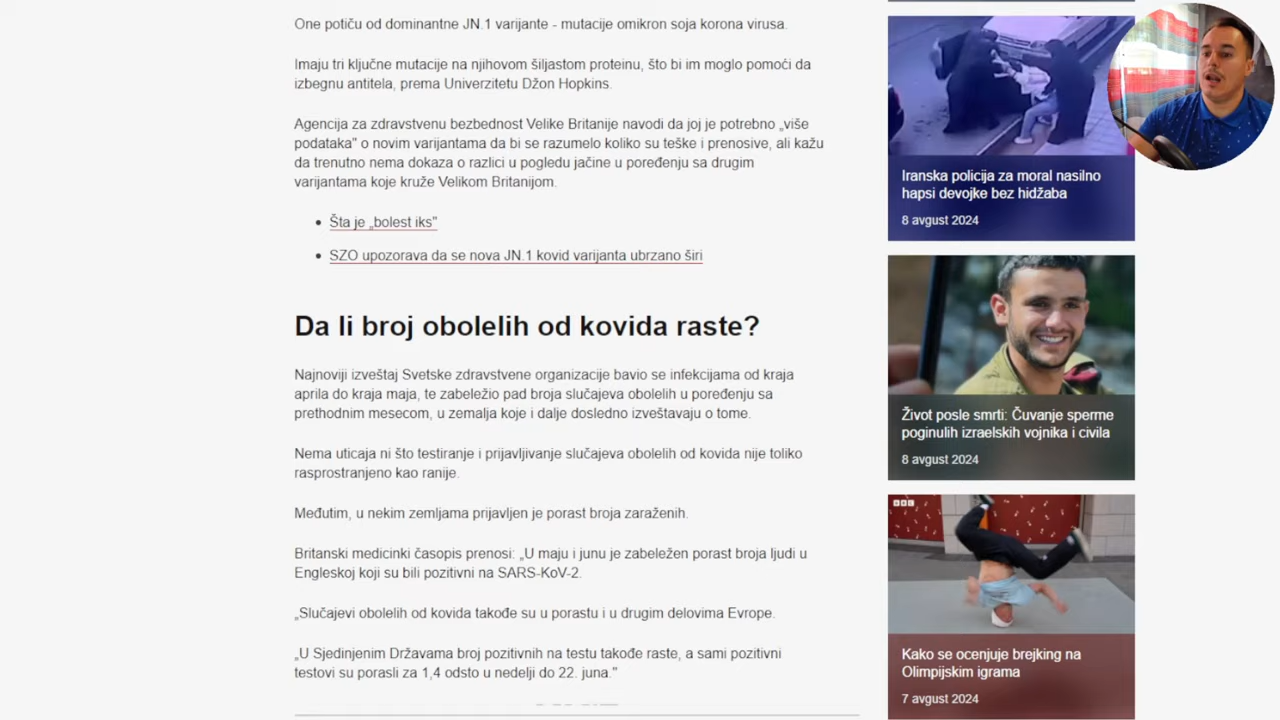 One potiču od dominantne JN.1 varijante - mutacije omikron soja korona virusa.
Imaju tri ključne mutacije na njihovom šiljastom proteinu, što bi im moglo pomoći da
izbegnu antitela, prema Univerzitetu Džon Hopkins.
Agencija za zdravstvenu bezbednost Velike Britanije navodi da joj je potrebno „više
podataka" o novim varijantama da bi se razumelo koliko su teške i prenosive, ali kažu
da trenutno nema dokaza o razlici u pogledu jačine u poređenju sa drugim
varijantama koje kruže Velikom Britanijom.
• Šta je „bolest iks"
• SZO upozorava da se nova JN.1 kovid varijanta ubrzano širi
Da li broj obolelih od kovida raste?
Najnoviji izveštaj Svetske zdravstvene organizacije bavio se infekcijama od kraja
aprila do kraja maja, te zabeležio pad broja slučajeva obolelih u poređenju sa
prethodnim mesecom, u zemalja koje i dalje dosledno izveštavaju o tome.
Nema uticaja ni što testiranje i prijavljivanje slučajeva obolelih od kovida nije toliko
rasprostranjeno kao ranije.
Međutim, u nekim zemljama prijavljen je porast broja zaraženih.
Britanski medicinki časopis prenosi: „U maju i junu je zabeležen porast broja ljudi u
Engleskoj koji su bili pozitivni na SARS-KoV-2.
„Slučajevi obolelih od kovida takođe su u porastu i u drugim delovima Evrope.
„U Sjedinjenim Državama broj pozitivnih na testu takođe raste, a sami pozitivni
testovi su porasli za 1,4 odsto u nedelji do 22. juna."
Iranska policija za moral nasilno
hapsi devojke bez hidžaba
8 avgust 2024
Život posle smrti: Čuvanje sperme
poginulih izraelskih vojnika i civila
8 avgust 2024
BBC
Kako se ocenjuje brejking na
Olimpijskim igrama
7 avgust 2024